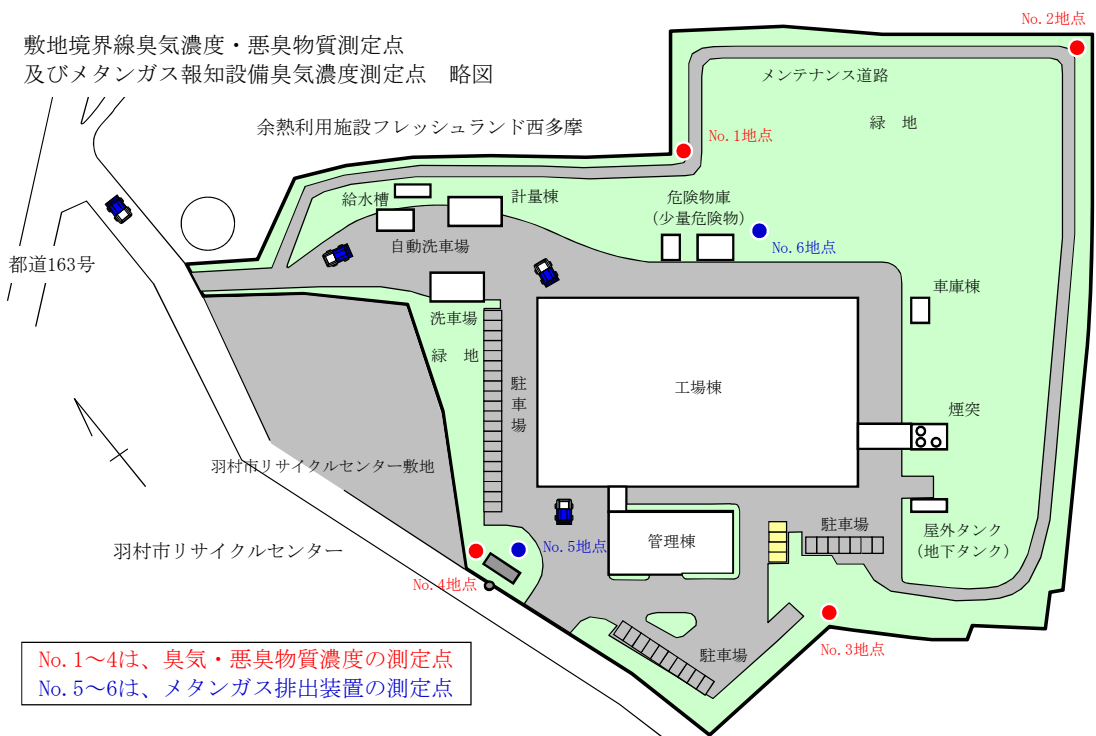 No.2地点
敷地境界線臭気濃度・悪臭物質測定点
及びメタンガス報知設備臭気濃度測定点　略図
メンテナンス道路
緑　地
余熱利用施設フレッシュランド西多摩
No.1地点
給水槽
計量棟
危険物庫
(少量危険物)
自動洗車場
No.6地点
都道163号
車庫棟
洗車場
緑　地
駐車場
工場棟
煙突
羽村市リサイクルセンター敷地
駐車場
屋外タンク
(地下タンク)
羽村市リサイクルセンター
No.5地点
管理棟
No.4地点
No.3地点
駐車場
No.1～4は、臭気・悪臭物質濃度の測定点
No.5～6は、メタンガス排出装置の測定点